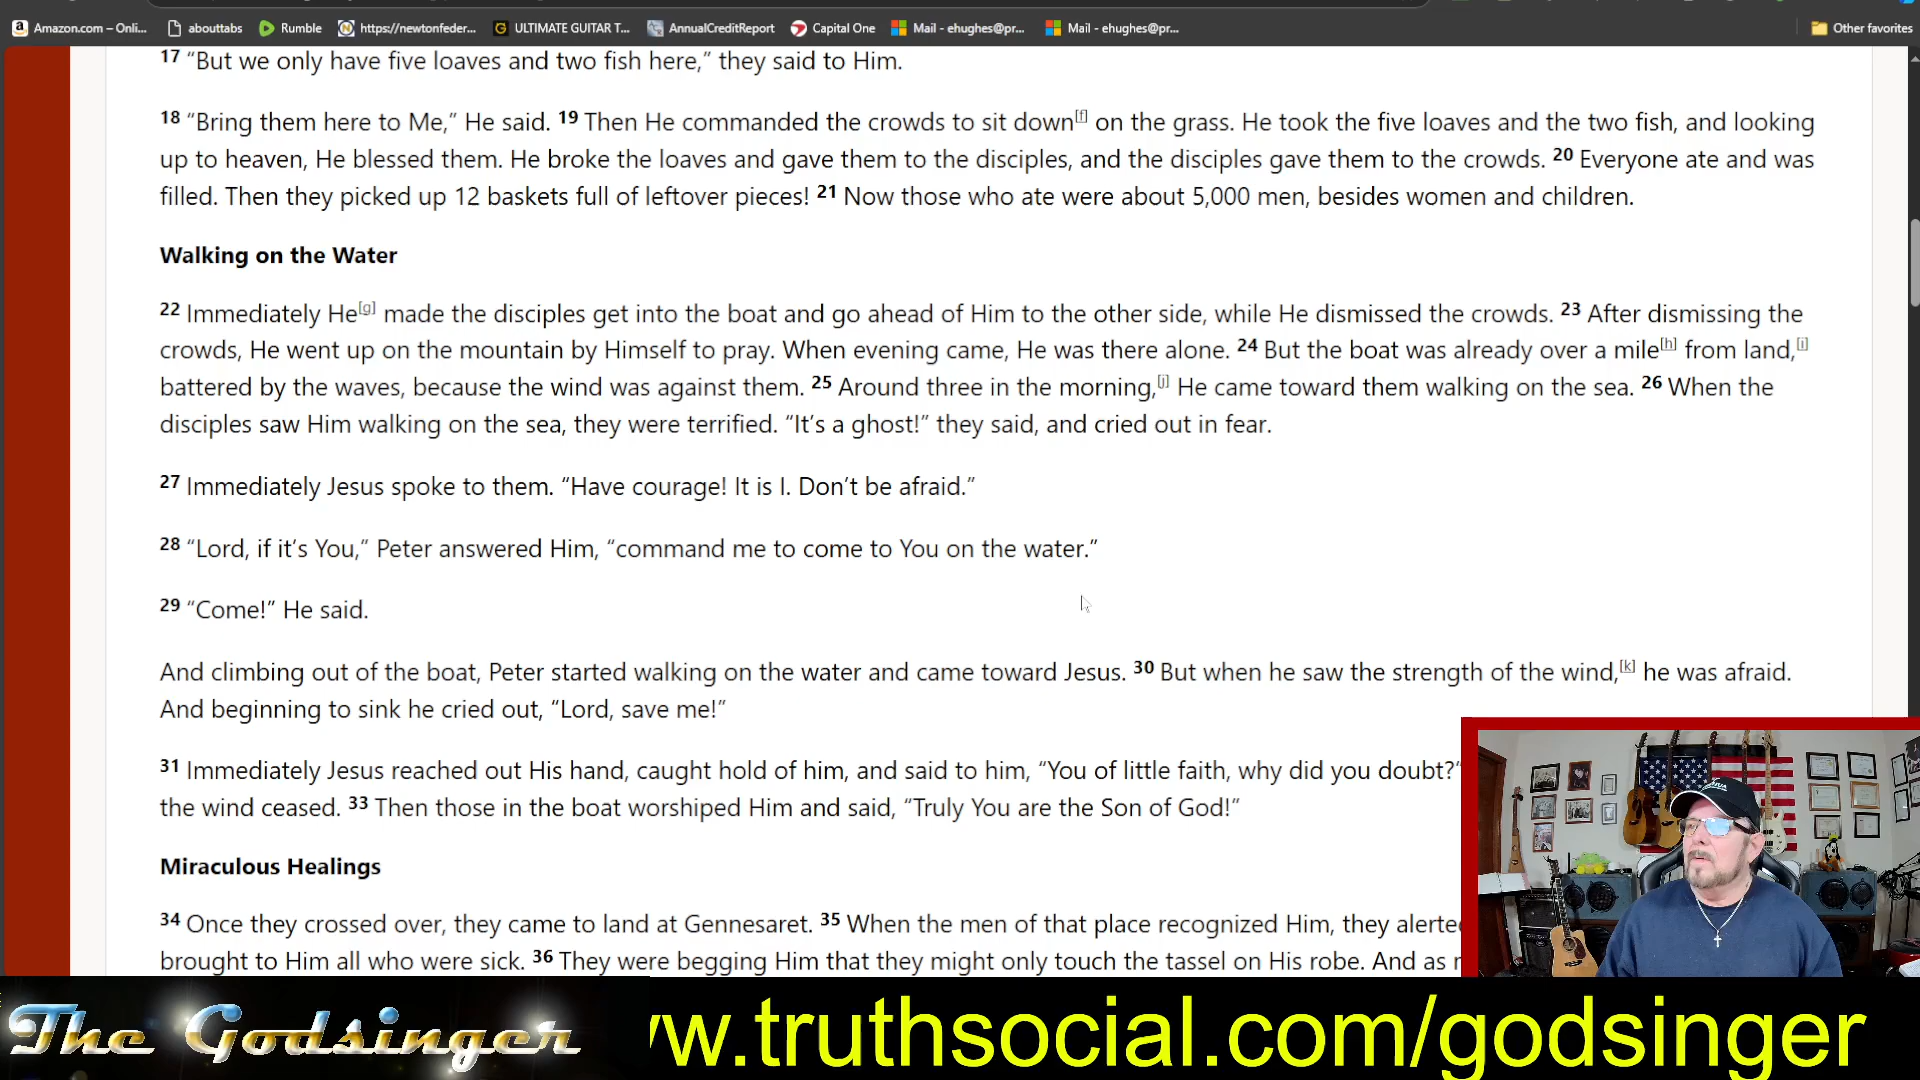 Amazon.com – Onli...
abouttabs
Rumble
https://newtonfeder...
ULTIMATE GUITAR T...
AnnualCreditReport
Capital One
Mail - ehughes@pr...
Mail - ehughes@pr...
Other favorites
17 “But we only have five loaves and two fish here,” they said to Him.
18 “Bring them here to Me,” He said. 19 Then He commanded the crowds to sit down[f] on the grass. He took the five loaves and the two fish, and looking
up to heaven, He blessed them. He broke the loaves and gave them to the disciples, and the disciples gave them to the crowds. 20 Everyone ate and was
filled. Then they picked up 12 baskets full of leftover pieces! 21 Now those who ate were about 5,000 men, besides women and children.
Walking on the Water
22 Immediately He[g] made the disciples get into the boat and go ahead of Him to the other side, while He dismissed the crowds. 23 After dismissing the
crowds, He went up on the mountain by Himself to pray. When evening came, He was there alone. 24 But the boat was already over a mile[h] from land,[i]
battered by the waves, because the wind was against them. 25 Around three in the morning,[j] He came toward them walking on the sea. 26 When the
disciples saw Him walking on the sea, they were terrified. “It’s a ghost!” they said, and cried out in fear.
27 Immediately Jesus spoke to them. “Have courage! It is I. Don’t be afraid.”
28 “Lord, if it’s You,” Peter answered Him, “command me to come to You on the water.”
29 “Come!” He said.
And climbing out of the boat, Peter started walking on the water and came toward Jesus. 30 But when he saw the strength of the wind,[k] he was afraid.
And beginning to sink he cried out, “Lord, save me!”
31 Immediately Jesus reached out His hand, caught hold of him, and said to him, “You of little faith, why did you doubt?”
the wind ceased. 33 Then those in the boat worshiped Him and said, “Truly You are the Son of God!”
Miraculous Healings
34 Once they crossed over, they came to land at Gennesaret. 35 When the men of that place recognized Him, they alerte
brought to Him all who were sick. 36 They were begging Him that they might only touch the tassel on His robe. And as
The Godsinger
w.truthsocial.com/godsinger